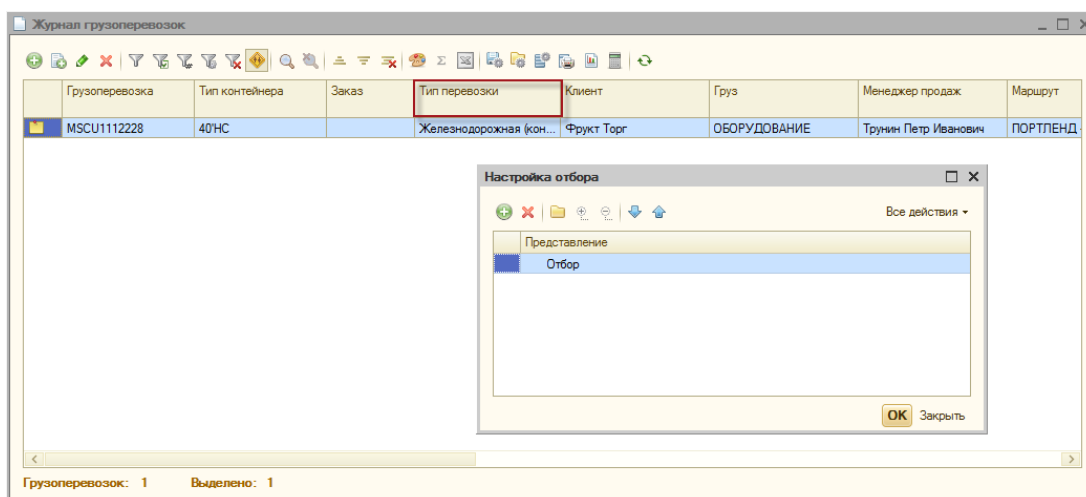 Журнал грузоперевозок
Грузоперевозка Тип контейнера Заказ Тип перевозки Клиент Груз Менеджер продаж Маршрут
MSCU1112228 40'HC Железнодорожная (кон... Фрукт Торг ОБОРУДОВАНИЕ Трунин Петр Иванович ПОРТЛЕНД -
Настройка отбора
Все действия
Представление
Отбор
OK Закрыть
Грузоперевозок: 1 Выделено: 1